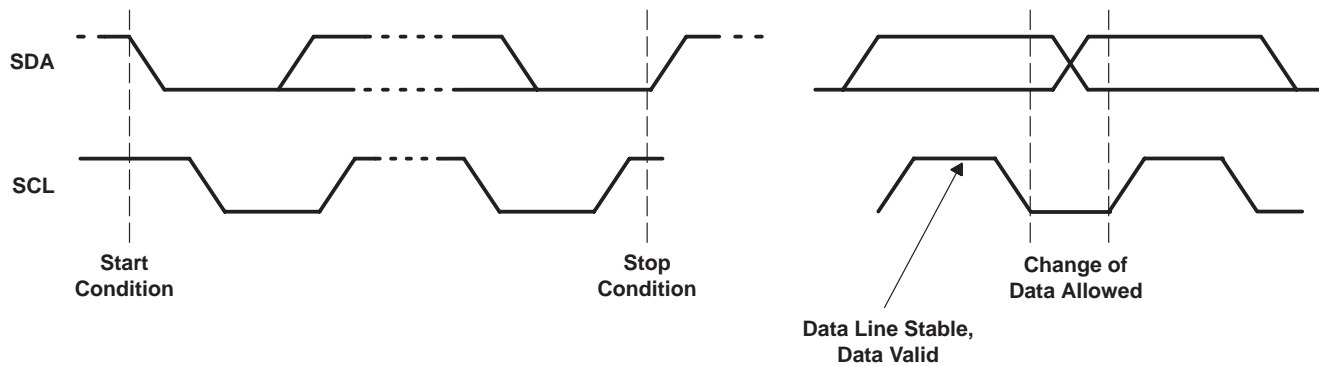 SDA
SCL
Start
Condition
Stop
Condition
Change of
Data Allowed
Data Line Stable,
Data Valid